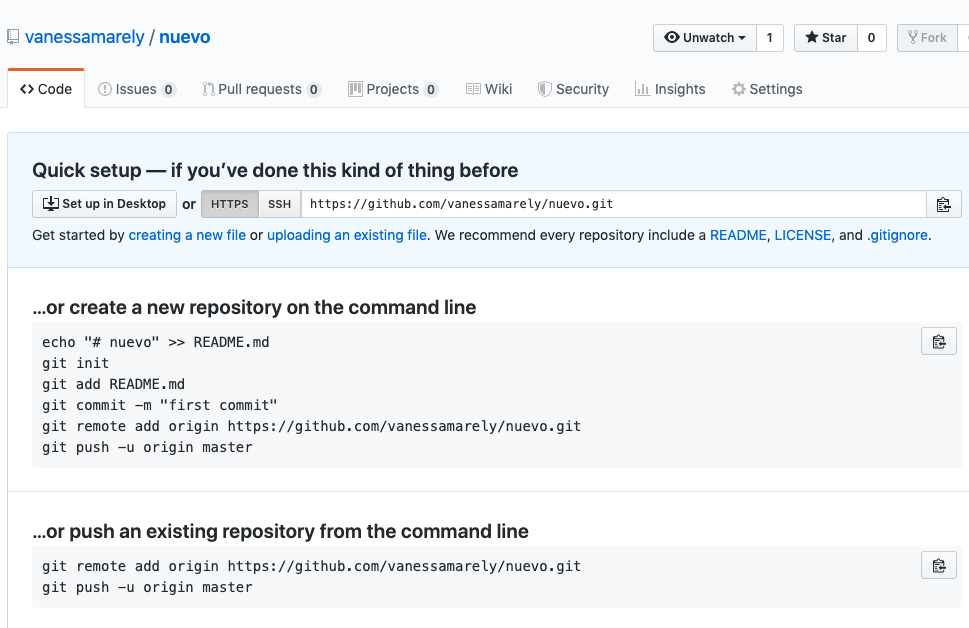 vanessamarely / nuevo
Unwatch 1 Star 0 Fork
Code Issues 0 Pull requests 0 Projects 0 Wiki Security Insights Settings
Quick setup — if you’ve done this kind of thing before
Set up in Desktop or HTTPS SSH https://github.com/vanessamarely/nuevo.git
Get started by creating a new file or uploading an existing file. We recommend every repository include a README, LICENSE, and .gitignore.
…or create a new repository on the command line
echo "# nuevo" >> README.md
git init
git add README.md
git commit -m "first commit"
git remote add origin https://github.com/vanessamarely/nuevo.git
git push -u origin master
…or push an existing repository from the command line
git remote add origin https://github.com/vanessamarely/nuevo.git
git push -u origin master